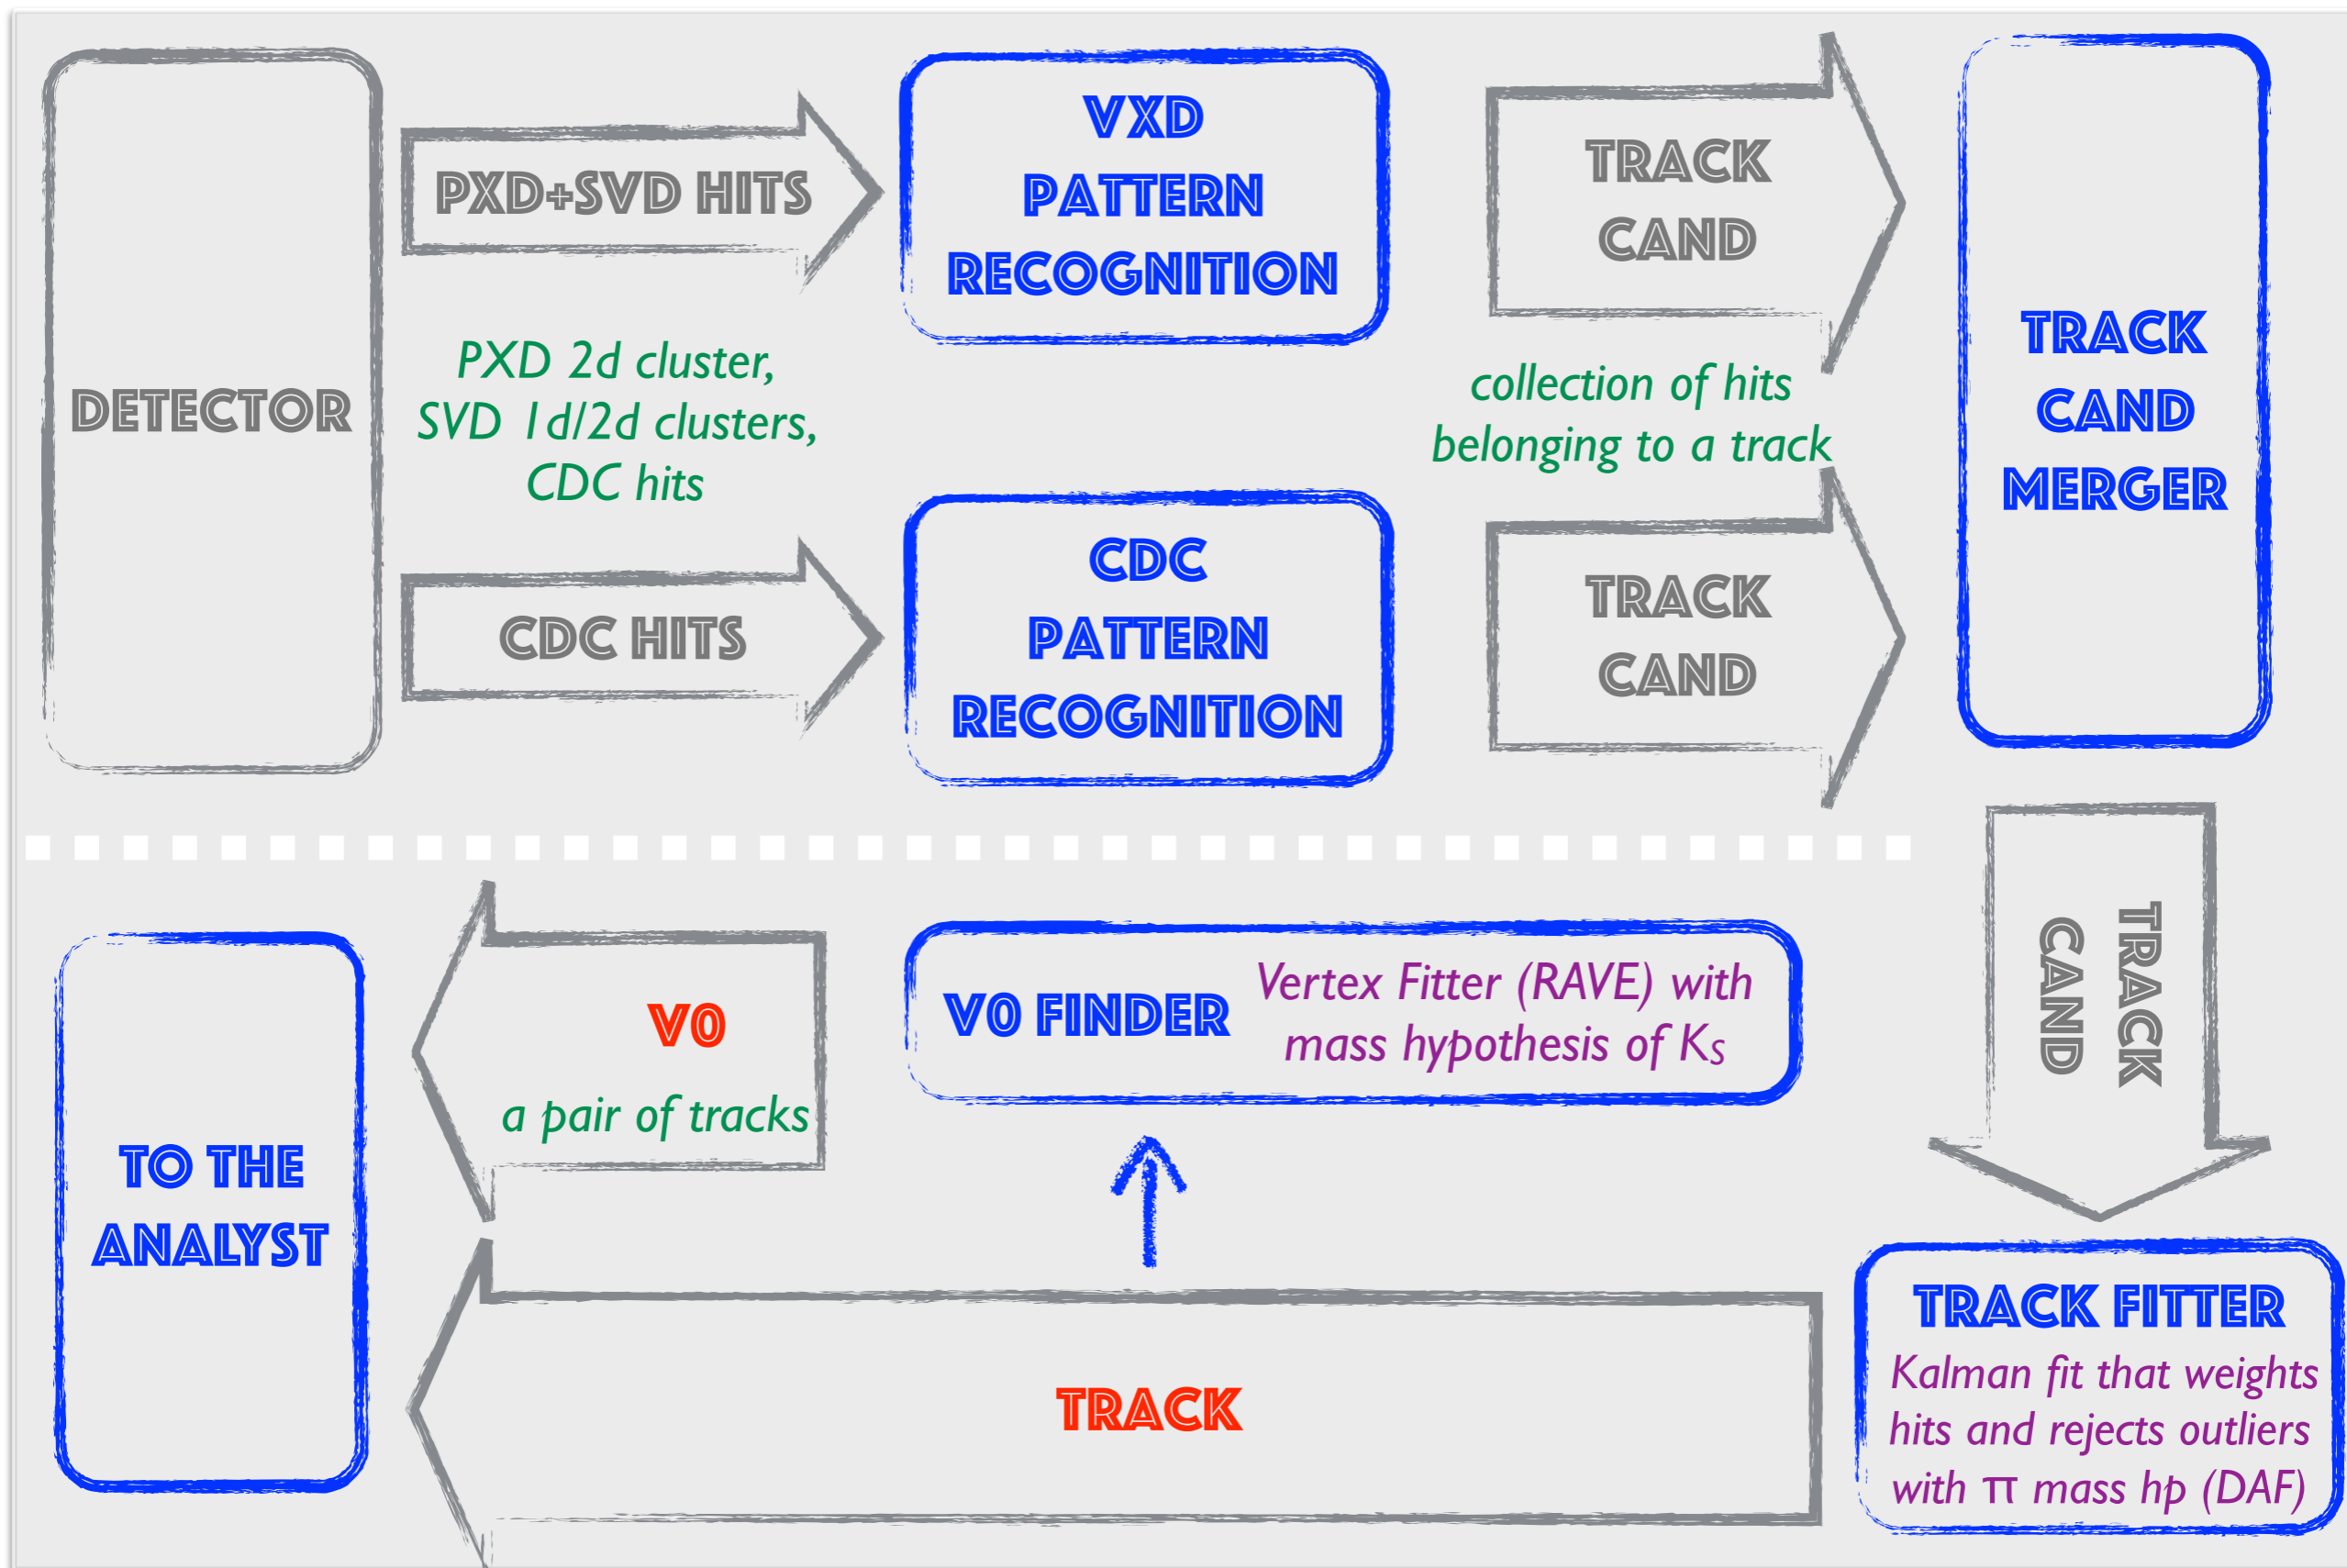 DETECTOR
PXD+SVD HITS
PXD 2d cluster,
SVD 1d/2d clusters,
CDC hits
CDC HITS
VXD
PATTERN
RECOGNITION
CDC
PATTERN
RECOGNITION
TRACK
CAND
collection of hits
belonging to a track
TRACK
CAND
TRACK
CAND
MERGER
TRACK
CAND
TRACK FITTER
Kalman fit that weights
hits and rejects outliers
with π mass hp (DAF)
TRACK
V0 FINDER
Vertex Fitter (RAVE) with
mass hypothesis of KS
V0
a pair of tracks
TO THE
ANALYST